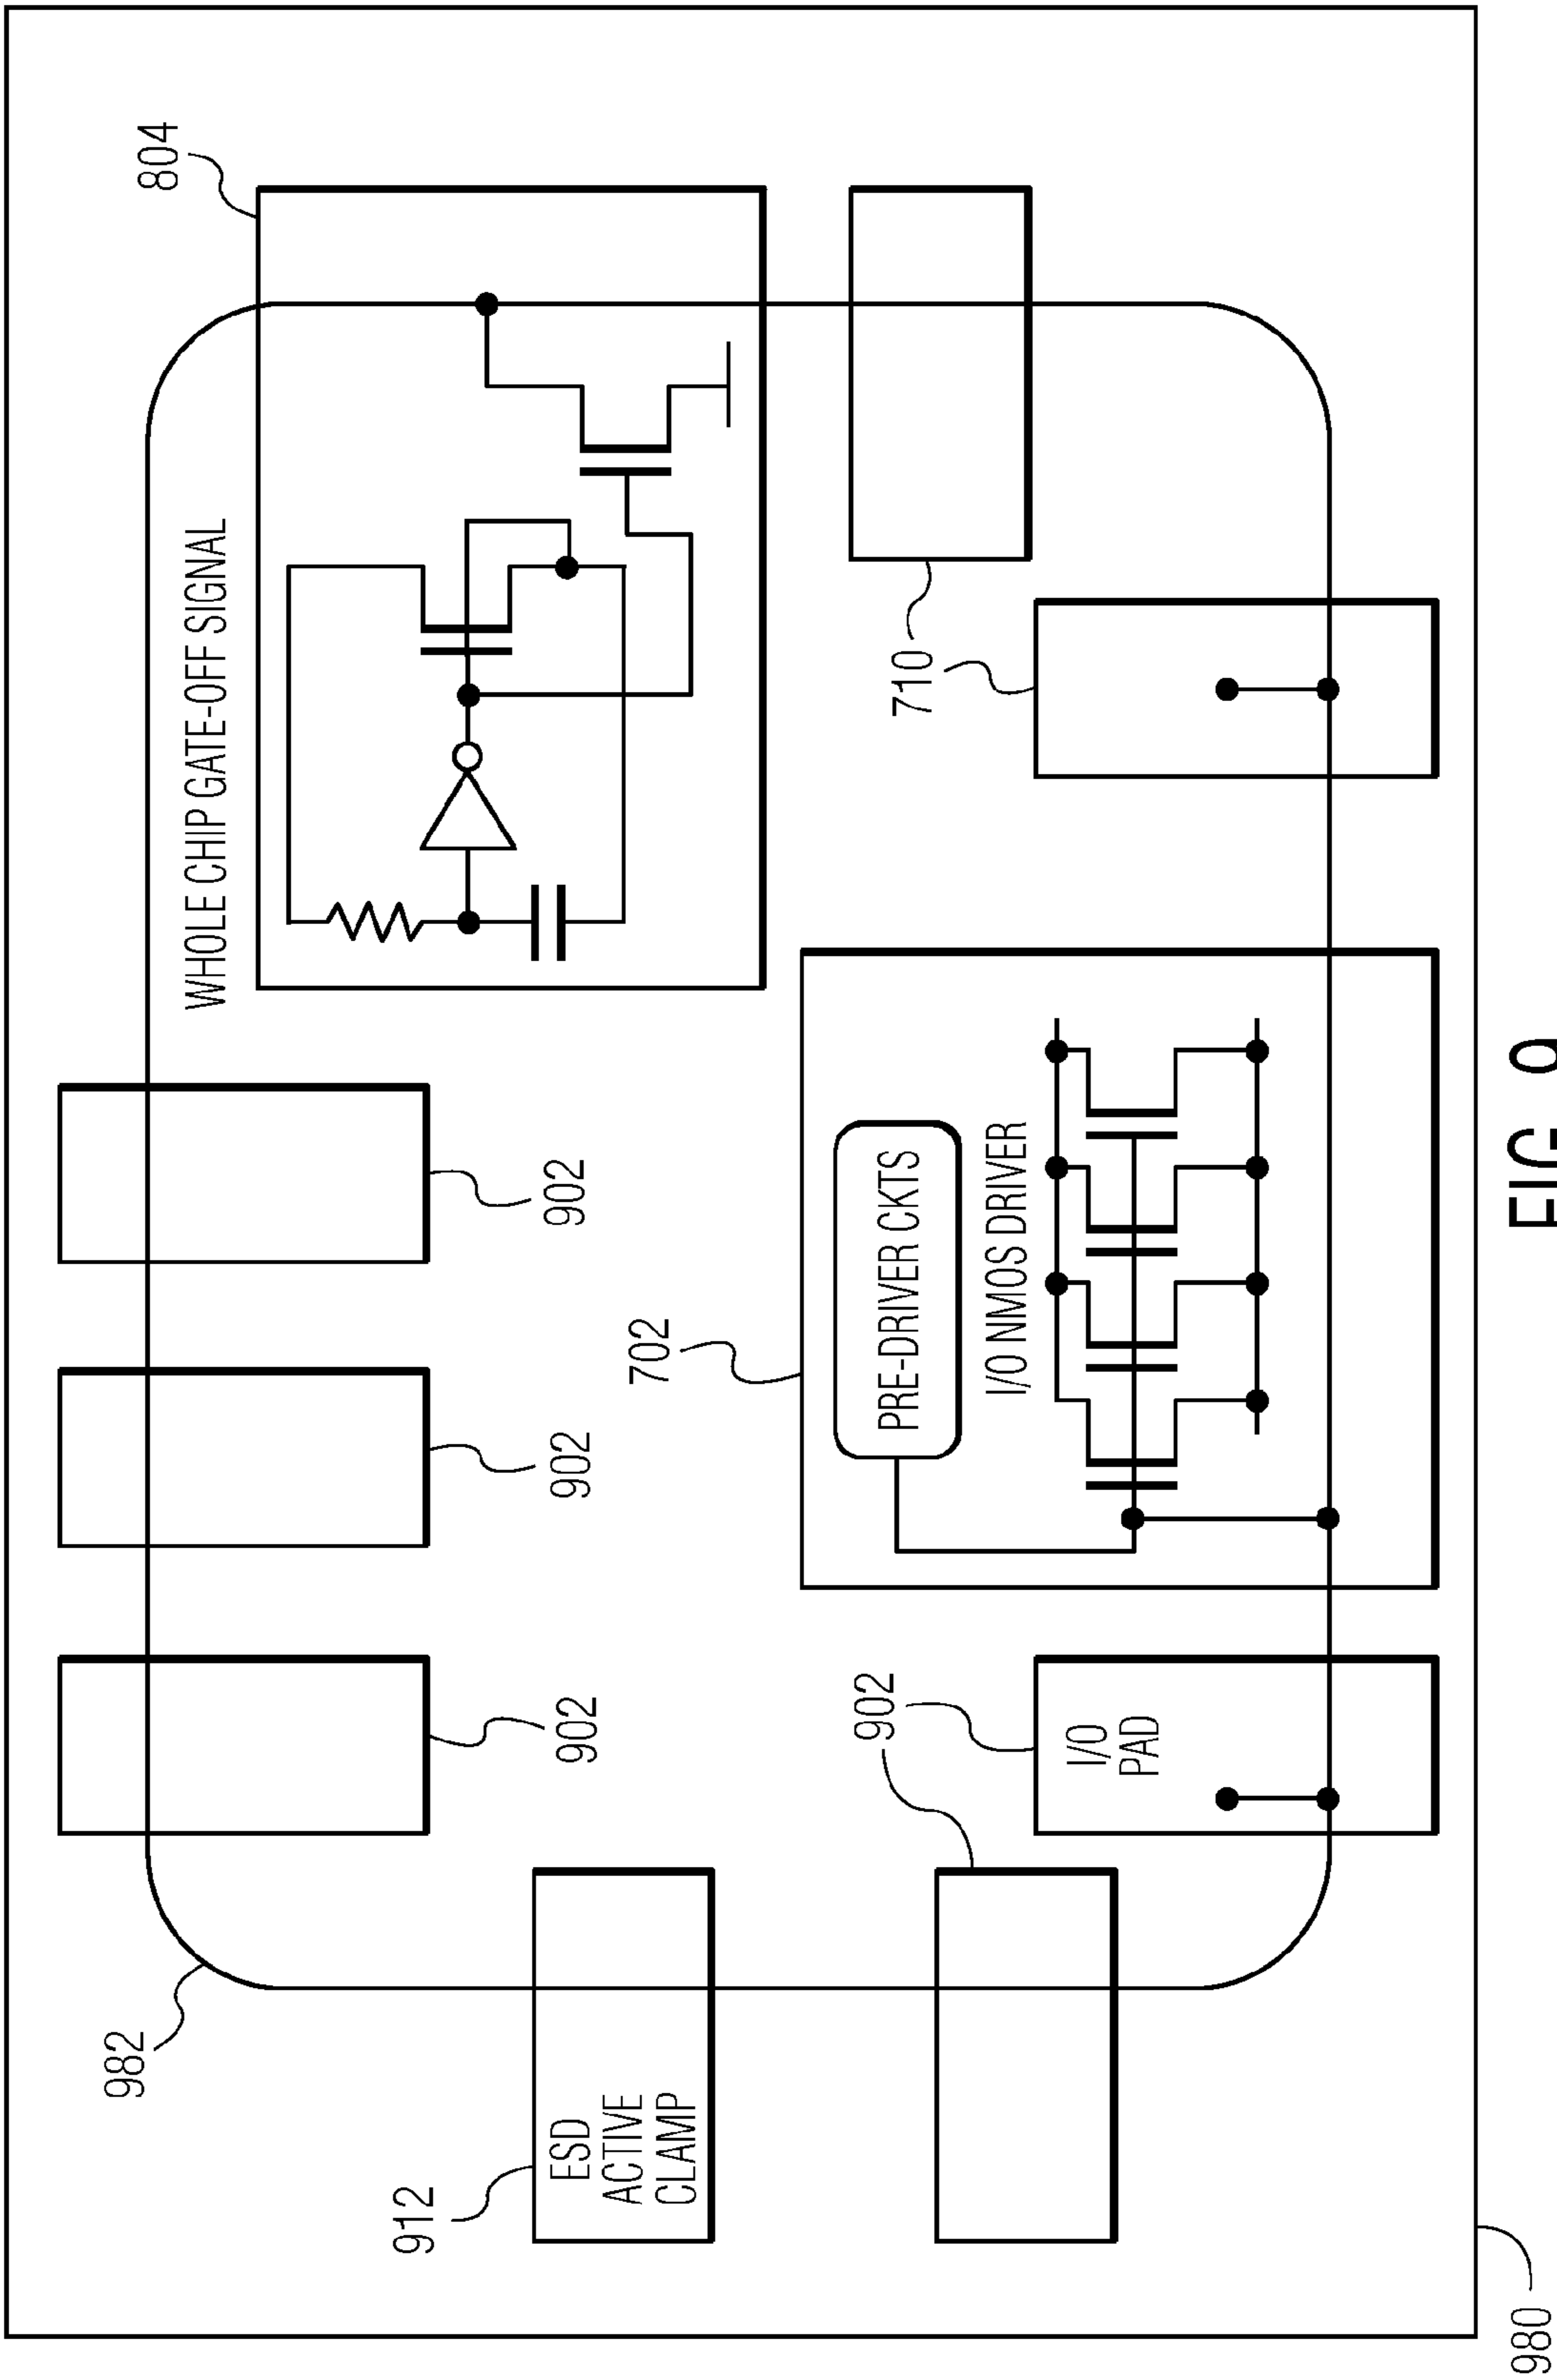 982
804
WHOLE CHIP GATE-OFF SIGNAL
912
ESD
ACTIVE
CLAMP
902
902
902
702
902
PRE-DRIVER CKTS
710
I/O NMOS DRIVER
I/O
PAD
980
FIG. 9